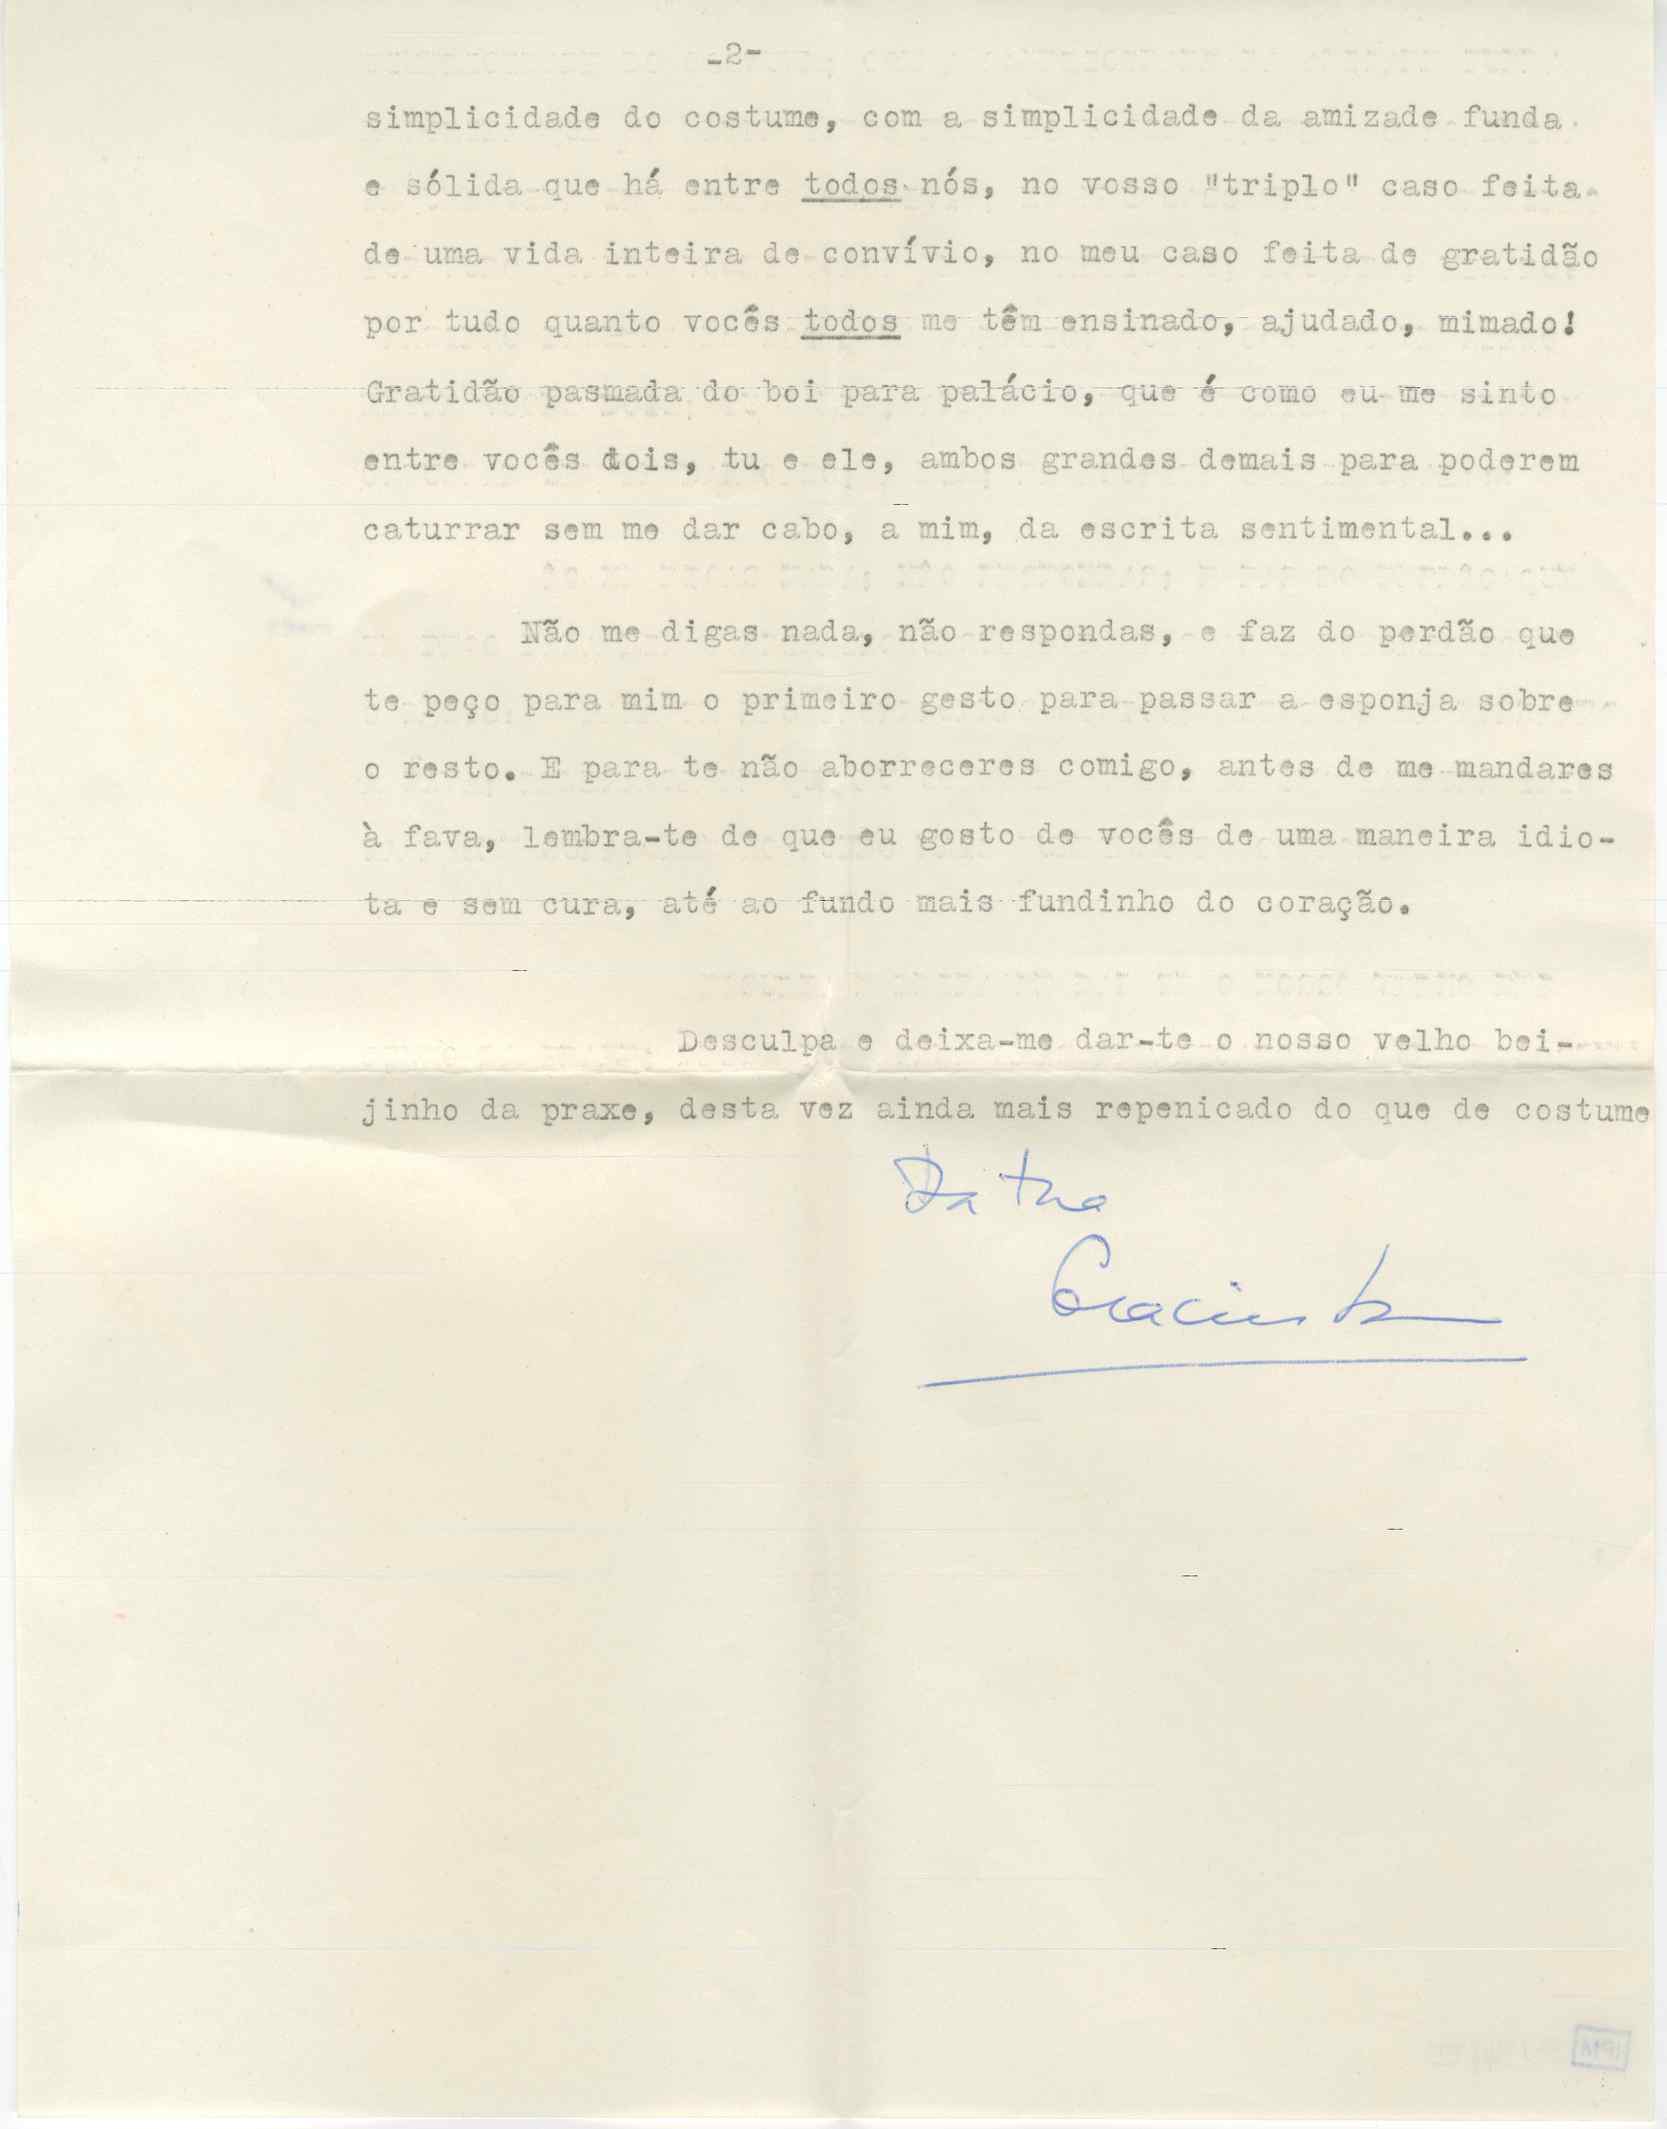 -2-
simplicidade do costume, com a simplicidade da amizade funda
e sólida que há entre todos nós, no vosso "triplo" caso feita
de uma vida inteira de convívio, no meu caso feita de gratidão
por tudo quanto vocês todos me têm ensinado, ajudado, mimado!
Gratidão pasmada do boi para palácio, que é como eu me sinto
entre vocês dois, tu e ele, ambos grandes demais para poderem
caturrar sem me dar cabo, a mim, da escrita sentimental...
Não me digas nada, não respondas, e faz do perdão que
te peço para mim o primeiro gesto para passar a esponja sobre
o resto. E para te não aborreceres comigo, antes de me mandares
à fava, lembra-te de que eu gosto de vocês de uma maneira idio-
ta e sem cura, até ao fundo mais fundinho do coração.
Desculpa e deixa-me dar-te o nosso velho bei-
jinho da praxe, desta vez ainda mais repenicado do que de costume
Da tua
Gracinda